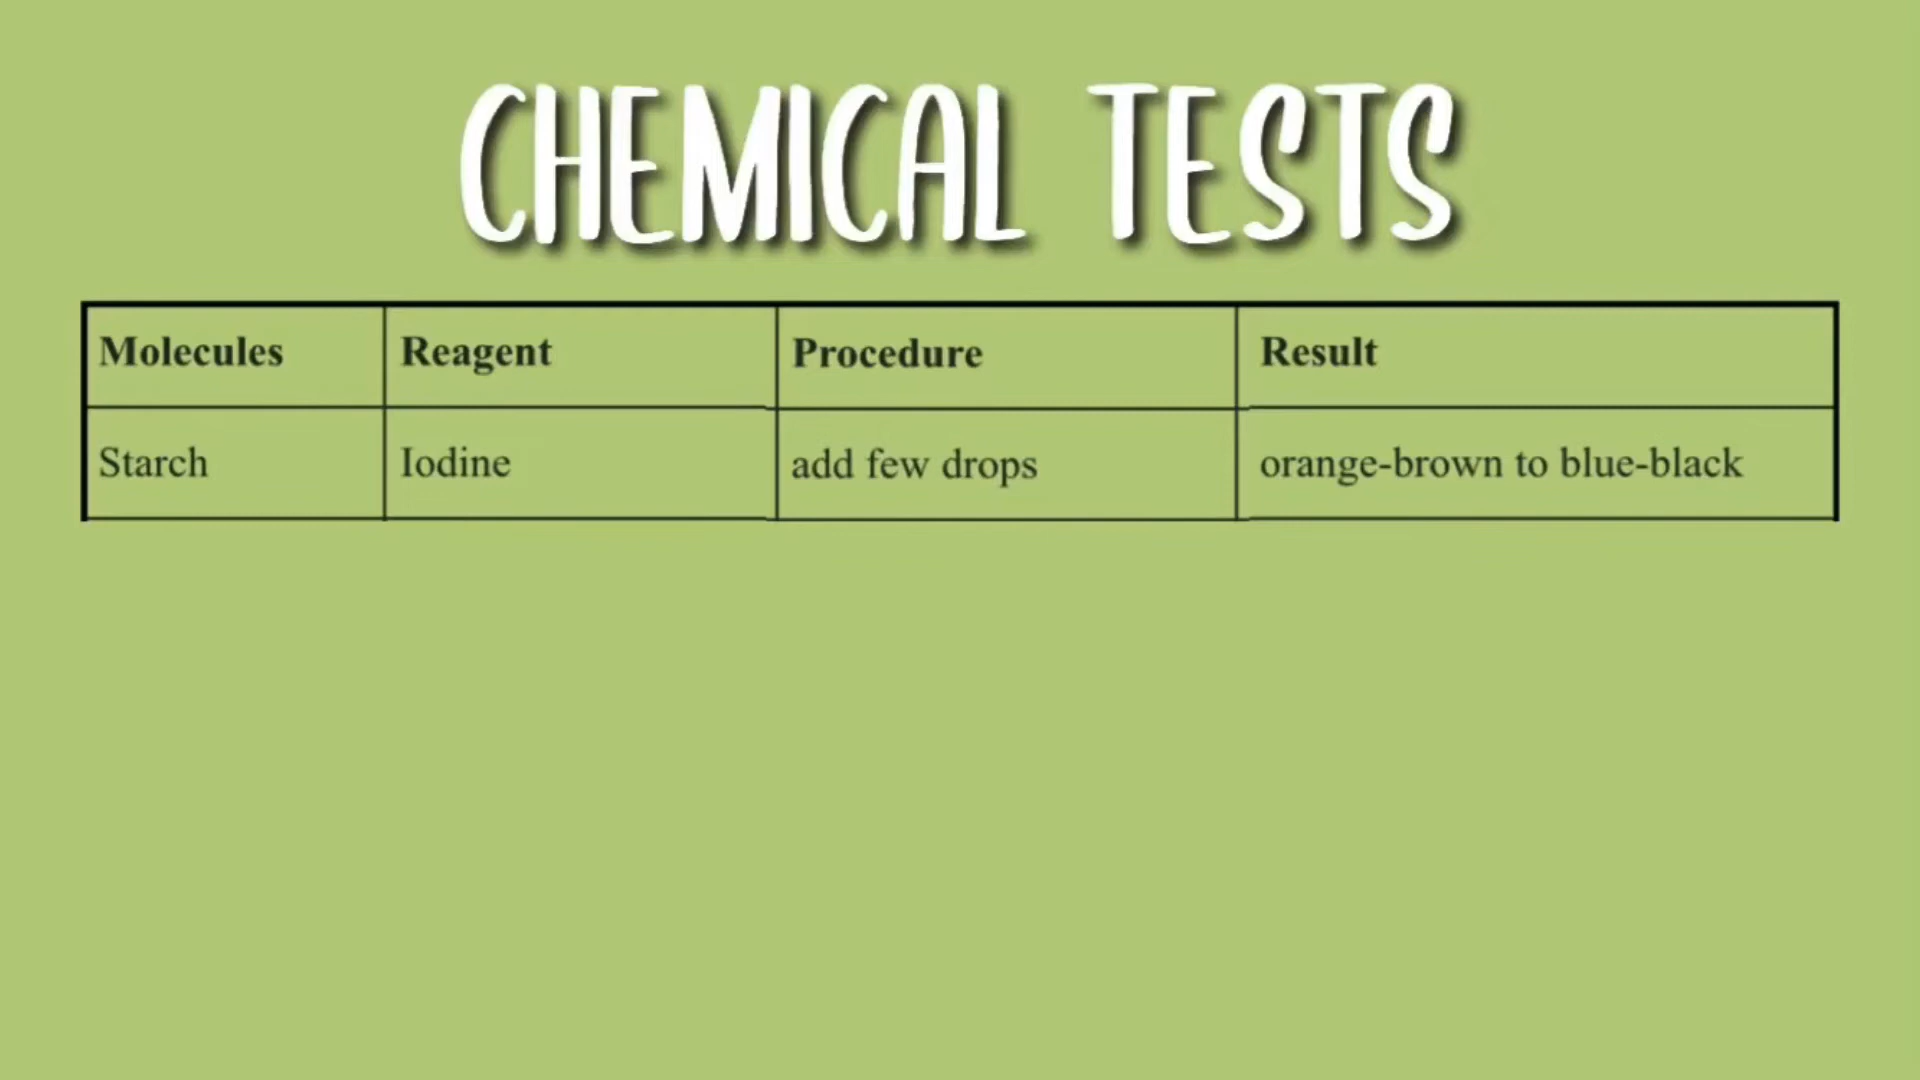 CHEMICAL TESTS
Molecules Reagent Procedure Result
Starch Iodine add few drops orange-brown to blue-black